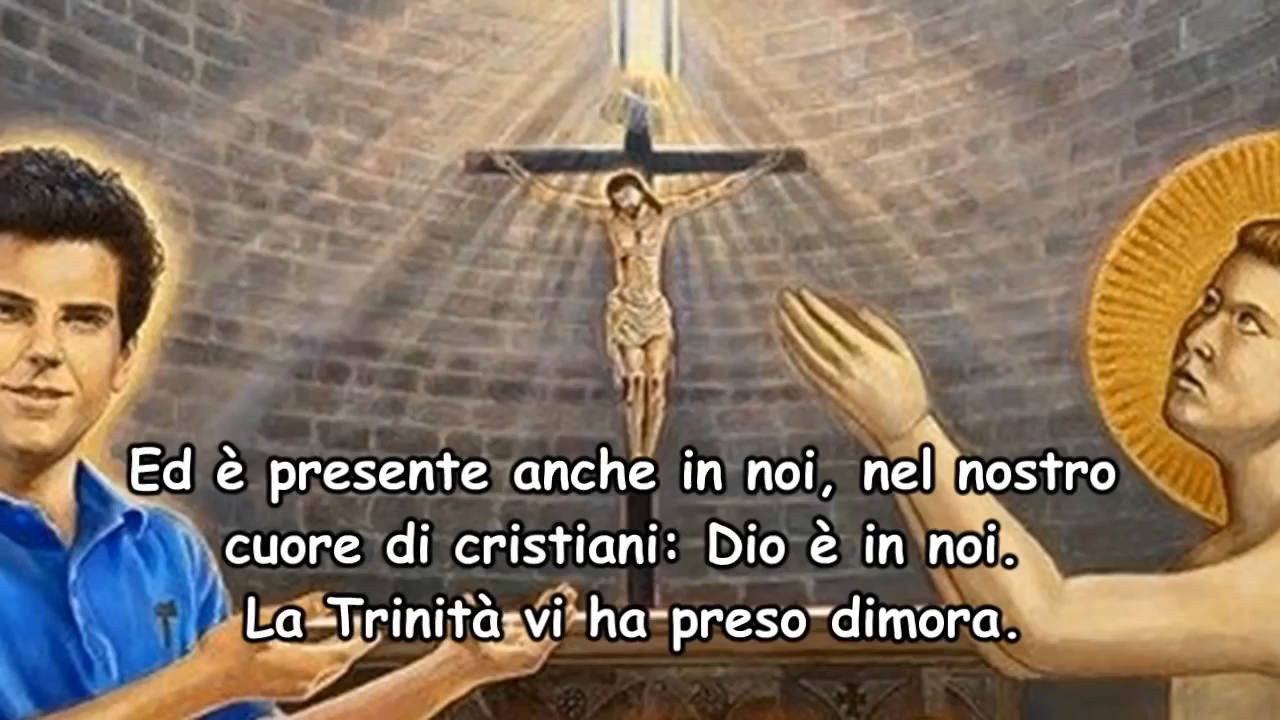 Ed è presente anche in noi, nel nostro
cuore di cristiani: Dio è in noi.
La Trinità vi ha preso dimora.